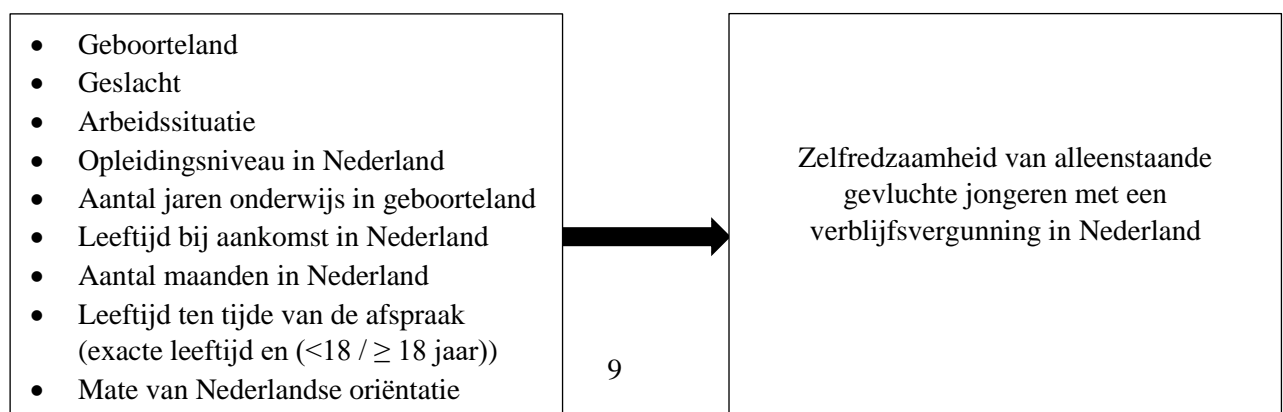 • Geboorteland
• Geslacht
• Arbeidssituatie
• Opleidingsniveau in Nederland
• Aantal jaren onderwijs in geboorteland
• Leeftijd bij aankomst in Nederland
• Aantal maanden in Nederland
• Leeftijd ten tijde van de afspraak
(exacte leeftijd en (<18 / ≥ 18 jaar))
• Mate van Nederlandse oriëntatie
Zelfredzaamheid van alleenstaande
gevluchte jongeren met een
verblijfsvergunning in Nederland
9